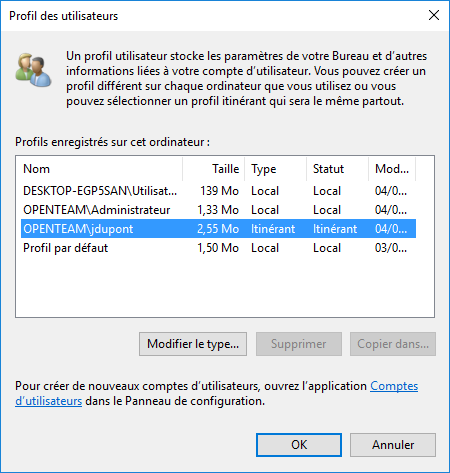 Profil des utilisateurs
Un profil utilisateur stocke les paramètres de votre Bureau et d'autres
informations liées à votre compte d'utilisateur. Vous pouvez créer un
profil différent sur chaque ordinateur que vous utilisez ou vous
pouvez sélectionner un profil itinérant qui sera le même partout.
Profils enregistrés sur cet ordinateur :
Nom Taille Type Statut Mod...
DESKTOP-EGP5SAN\Utilisat... 139 Mo Local Local 04/0...
OPENTEAM\Administrateur 1,33 Mo Local Local 04/0...
OPENTEAM\jdupont 2,55 Mo Itinérant Itinérant 04/0...
Profil par défaut 1,50 Mo Local Local 03/0...
Modifier le type... Supprimer Copier dans...
Pour créer de nouveaux comptes d'utilisateurs, ouvrez l'application Comptes
d'utilisateurs dans le Panneau de configuration.
OK Annuler